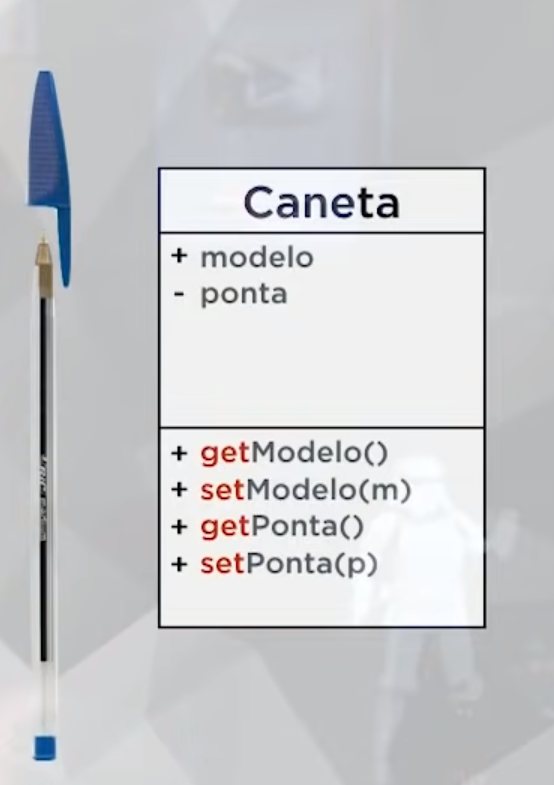 Caneta
+ modelo
- ponta
+ getModelo()
+ setModelo(m)
+ getPonta()
+ setPonta(p)